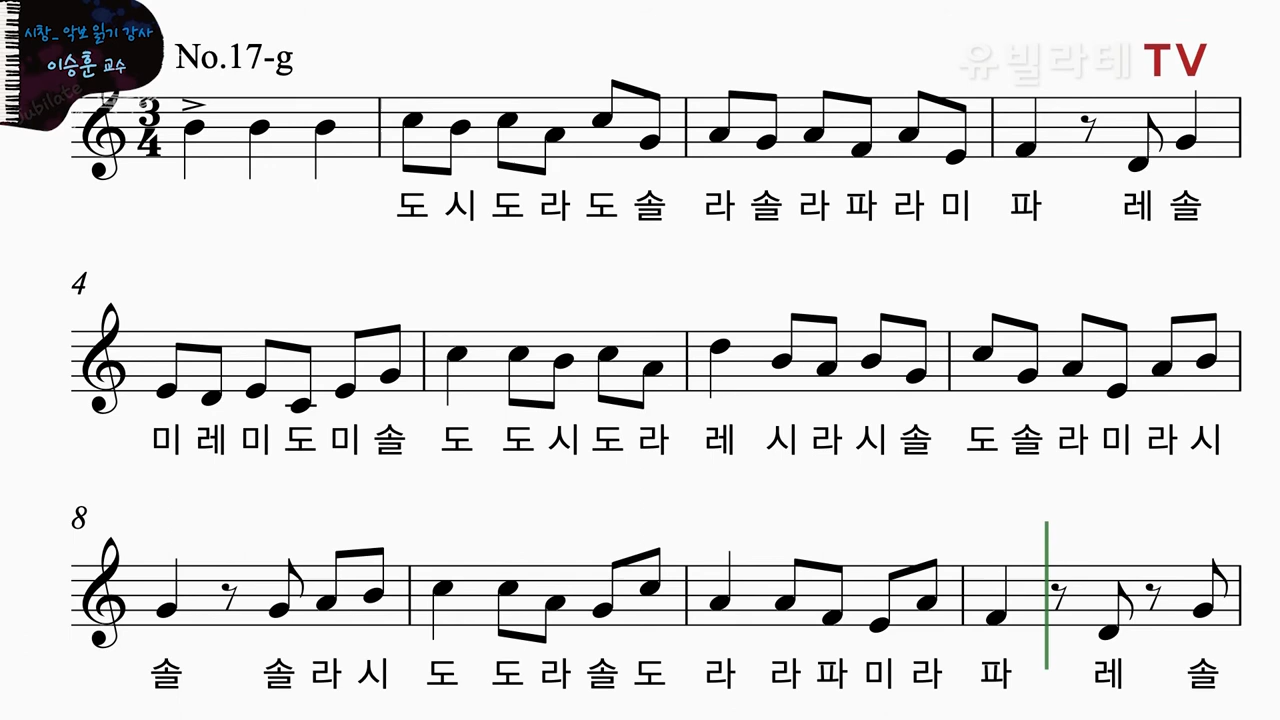 시창_ 악보 읽기 강사
이승훈 교수
Jubilate
No.17-g
유빌라테 TV
3
4
도 시 도 라 도 솔 라 솔 라 파 라 미 파 레 솔
4
미 레 미 도 미 솔 도 도 시 도 라 레 시 라 시 솔 도 솔 라 미 라 시
8
솔 솔 라 시 도 도 라 솔 도 라 라 파 미 라 파 레 솔